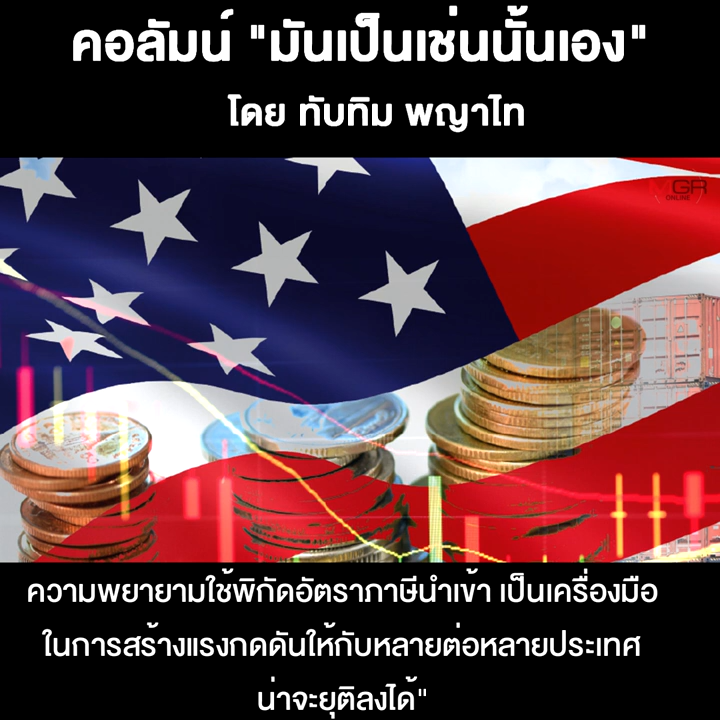 คอลัมน์ "มันเป็นเช่นนั้นเอง"
โดย ทับทิม พญาไท
MGR
ONLINE
ความพยายามใช้พิกัดอัตราภาษีนำเข้า เป็นเครื่องมือ
ในการสร้างแรงกดดันให้กับหลายต่อหลายประเทศ
น่าจะยุติลงได้"